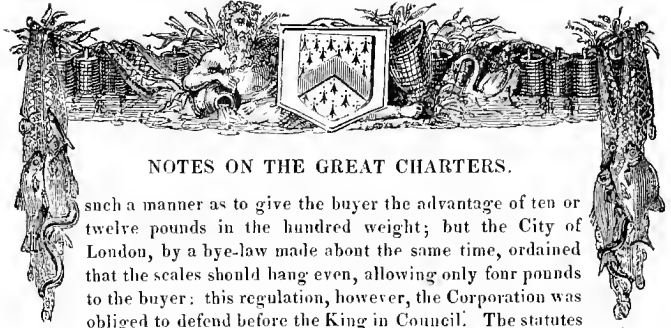 NOTES ON THE GREAT CHARTERS.
such a manner as to give the buyer the advantage of ten or
twelve pounds in the hundred weight; but the City of
London, by a bye-law made about the same time, ordained
that the scales should hang even, allowing only four pounds
to the buyer: this regulation, however, the Corporation was
obliged to defend before the King in Council. The statutes